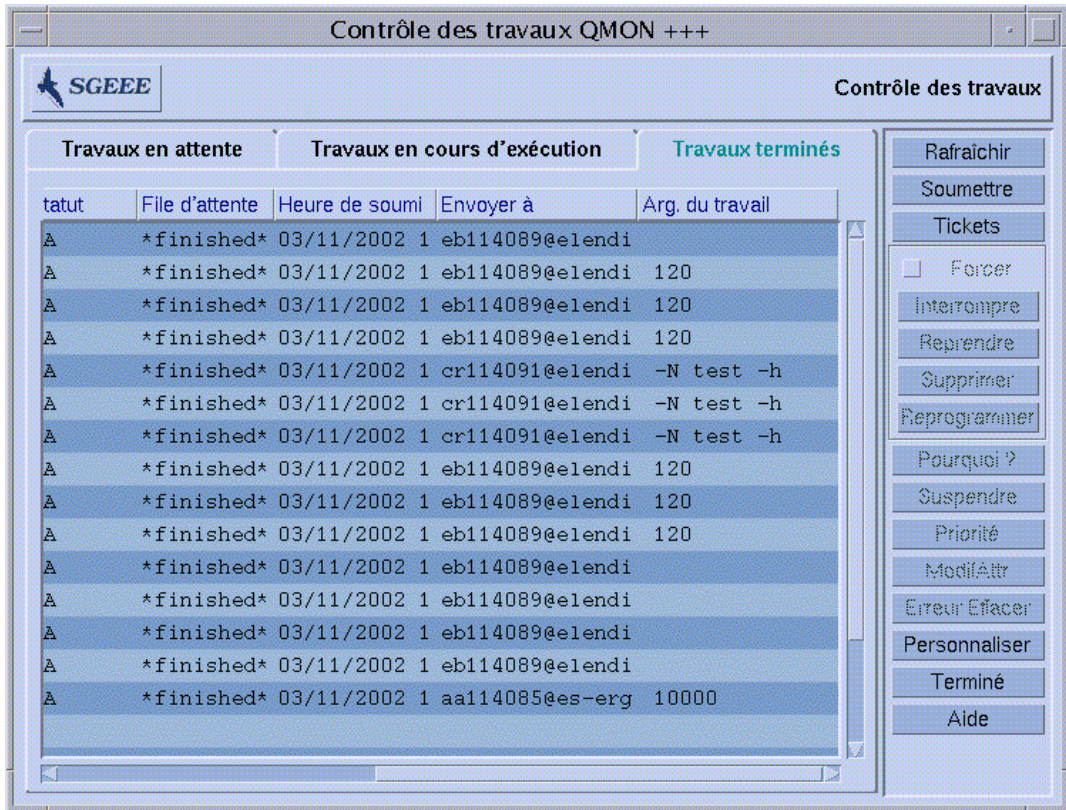 Contrôle des travaux QMON +++
SGEEE
Contrôle des travaux
Travaux en attente Travaux en cours d'exécution Travaux terminés
tatut File d'attente Heure de soumi Envoyer à Arg. du travail
A *finished* 03/11/2002 1 eb114089@elendi
A *finished* 03/11/2002 1 eb114089@elendi 120
A *finished* 03/11/2002 1 eb114089@elendi 120
A *finished* 03/11/2002 1 eb114089@elendi 120
A *finished* 03/11/2002 1 cr114091@elendi -N test -h
A *finished* 03/11/2002 1 cr114091@elendi -N test -h
A *finished* 03/11/2002 1 cr114091@elendi -N test -h
A *finished* 03/11/2002 1 eb114089@elendi 120
A *finished* 03/11/2002 1 eb114089@elendi 120
A *finished* 03/11/2002 1 eb114089@elendi 120
A *finished* 03/11/2002 1 eb114089@elendi
A *finished* 03/11/2002 1 eb114089@elendi
A *finished* 03/11/2002 1 eb114089@elendi
A *finished* 03/11/2002 1 eb114089@elendi
A *finished* 03/11/2002 1 aa114085@es-erg 10000
Rafraîchir
Soumettre
Tickets
Forcer
Interrompre
Reprendre
Supprimer
Reprogrammer
Pourquoi ?
Suspendre
Priorité
ModifAttr
Erreur Effacer
Personnaliser
Terminé
Aide